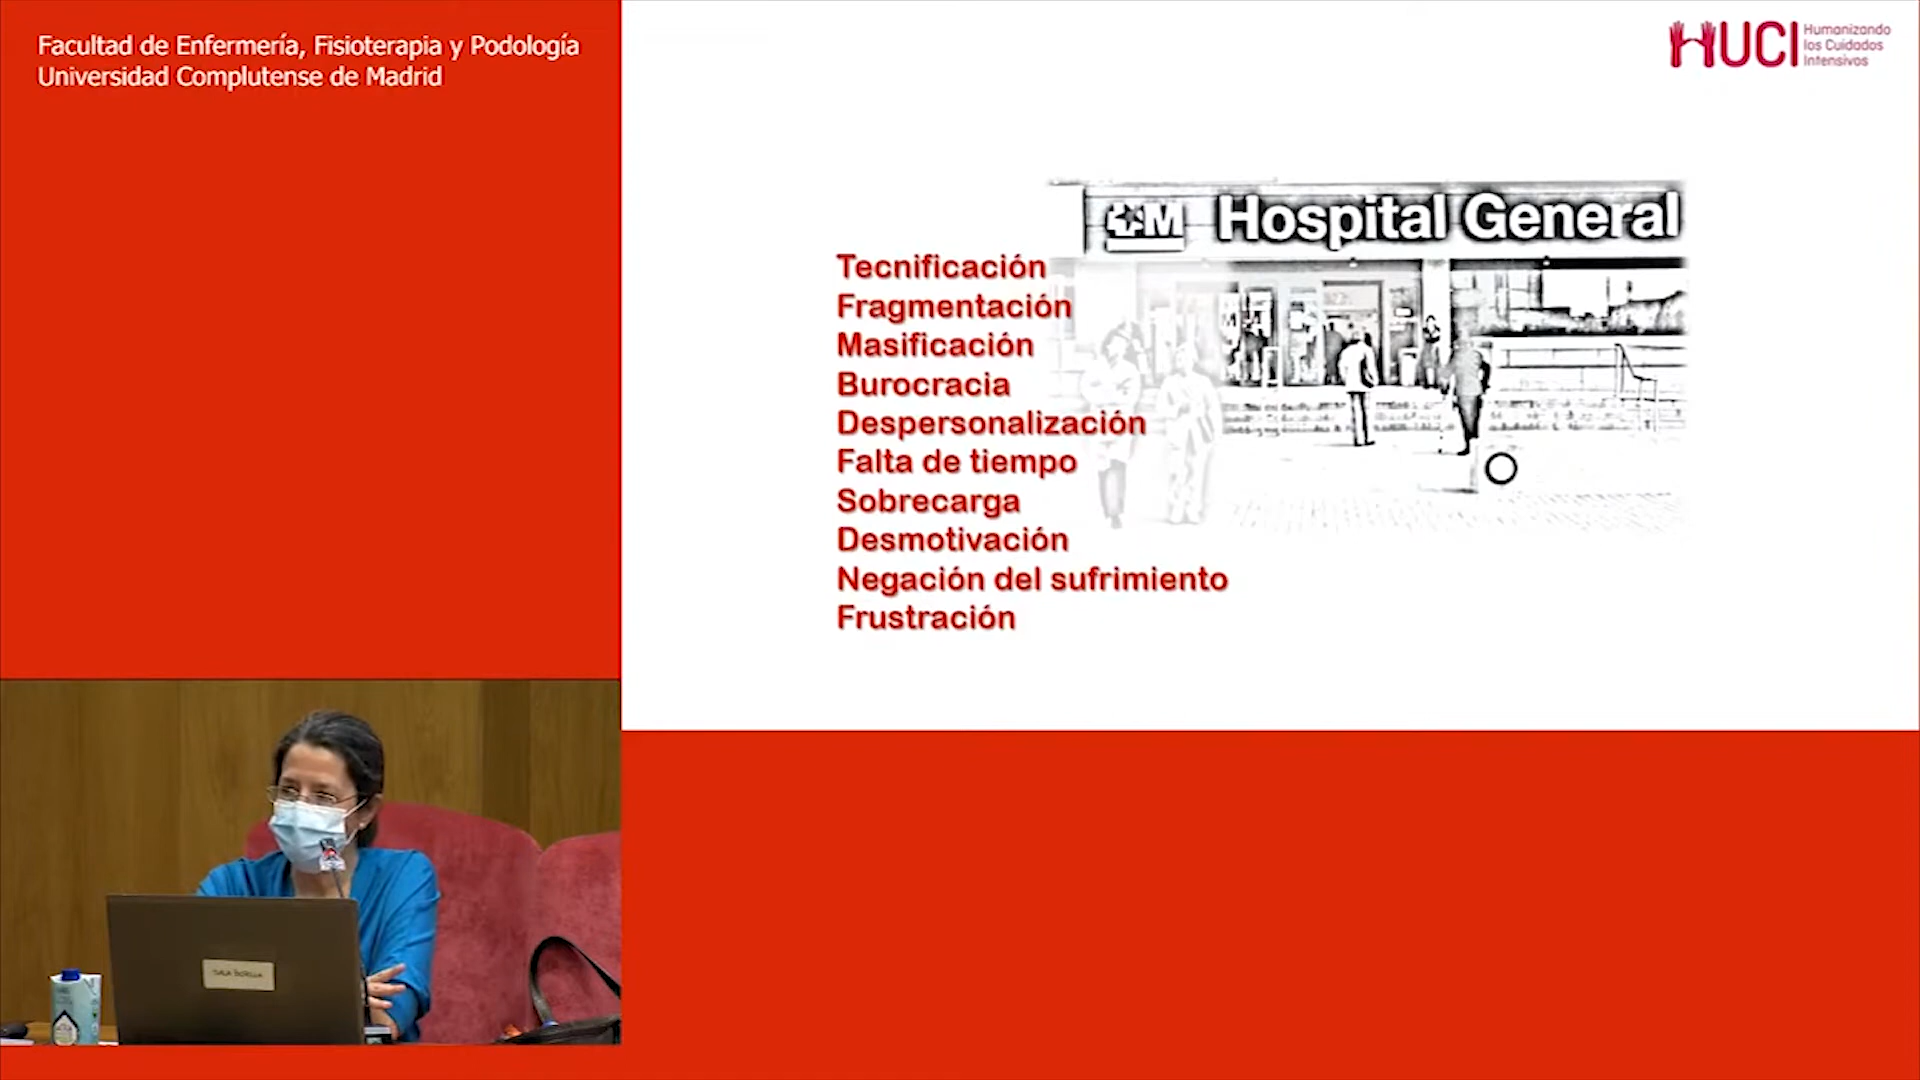 Facultad de Enfermería, Fisioterapia y Podología
Universidad Complutense de Madrid
HUCI
Humanizando
los Cuidados
Intensivos
M Hospital General
Tecnificación
Fragmentación
Masificación
Burocracia
Despersonalización
Falta de tiempo
Sobrecarga
Desmotivación
Negación del sufrimiento
Frustración